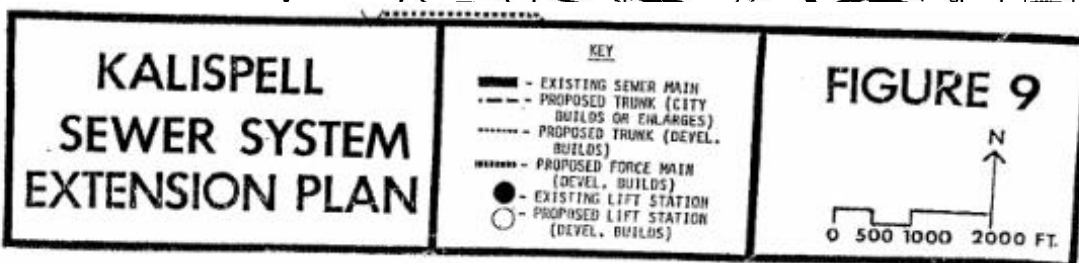 KALISPELL
SEWER SYSTEM
EXTENSION PLAN
KEY
- EXISTING SEWER MAIN
- PROPOSED TRUNK (CITY
BUILDS OR ENLARGES)
- PROPOSED TRUNK (DEVEL.
BUILDS)
- PROPOSED FORCE MAIN
(DEVEL. BUILDS)
- EXISTING LIFT STATION
- PROPOSED LIFT STATION
(DEVEL. BUILDS)
FIGURE 9
N
0 500 1000 2000 FT.